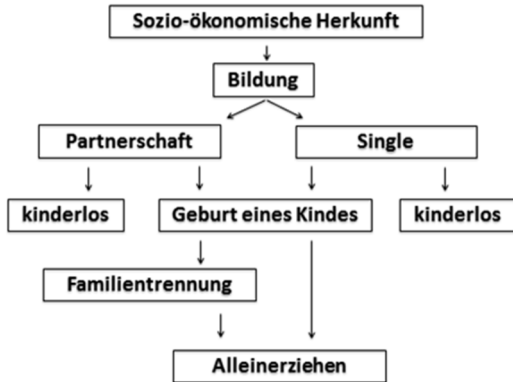 Sozio-ökonomische Herkunft
Bildung
Partnerschaft
Single
kinderlos
Geburt eines Kindes
kinderlos
Familientrennung
Alleinerziehen